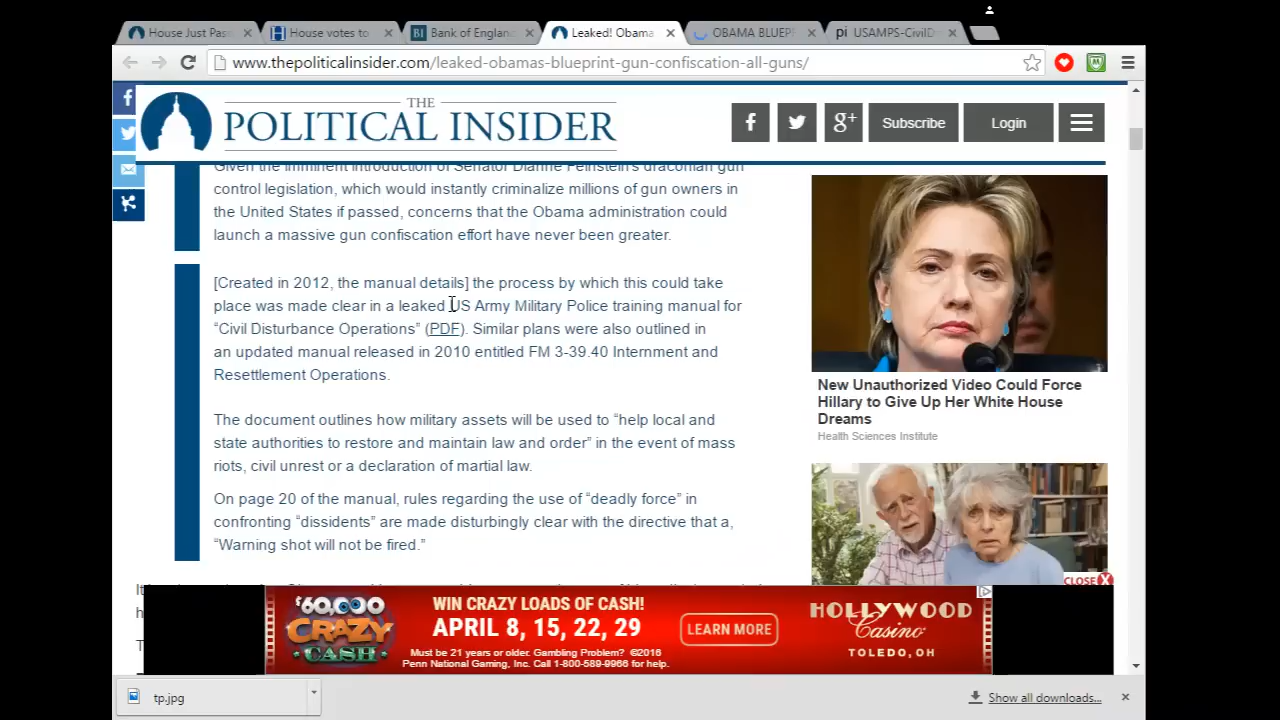 House Just Pas
House votes to
Bank of Englan
Leaked! Obama
OBAMA BLUEP
USAMPS-CivilD
www.thepoliticalinsider.com/leaked-obamas-blueprint-gun-confiscation-all-guns/
THE
POLITICAL INSIDER
Subscribe
Login
Given the imminent introduction of Senator Dianne Feinstein's draconian gun
control legislation, which would instantly criminalize millions of gun owners in
the United States if passed, concerns that the Obama administration could
launch a massive gun confiscation effort have never been greater.
[Created in 2012, the manual details] the process by which this could take
place was made clear in a leaked US Army Military Police training manual for
“Civil Disturbance Operations” (PDF). Similar plans were also outlined in
an updated manual released in 2010 entitled FM 3-39.40 Internment and
Resettlement Operations.
The document outlines how military assets will be used to “help local and
state authorities to restore and maintain law and order” in the event of mass
riots, civil unrest or a declaration of martial law.
On page 20 of the manual, rules regarding the use of “deadly force” in
confronting “dissidents” are made disturbingly clear with the directive that a,
“Warning shot will not be fired.”
New Unauthorized Video Could Force
Hillary to Give Up Her White House
Dreams
Health Sciences Institute
CLOSE X
$60,000
CRAZY
CASH
WIN CRAZY LOADS OF CASH!
APRIL 8, 15, 22, 29
Must be 21 years or older. Gambling Problem? ©2016
Penn National Gaming, Inc. Call 1-800-589-9966 for help.
LEARN MORE
HOLLYWOOD
Casino
TOLEDO, OH
tp.jpg
Show all downloads...